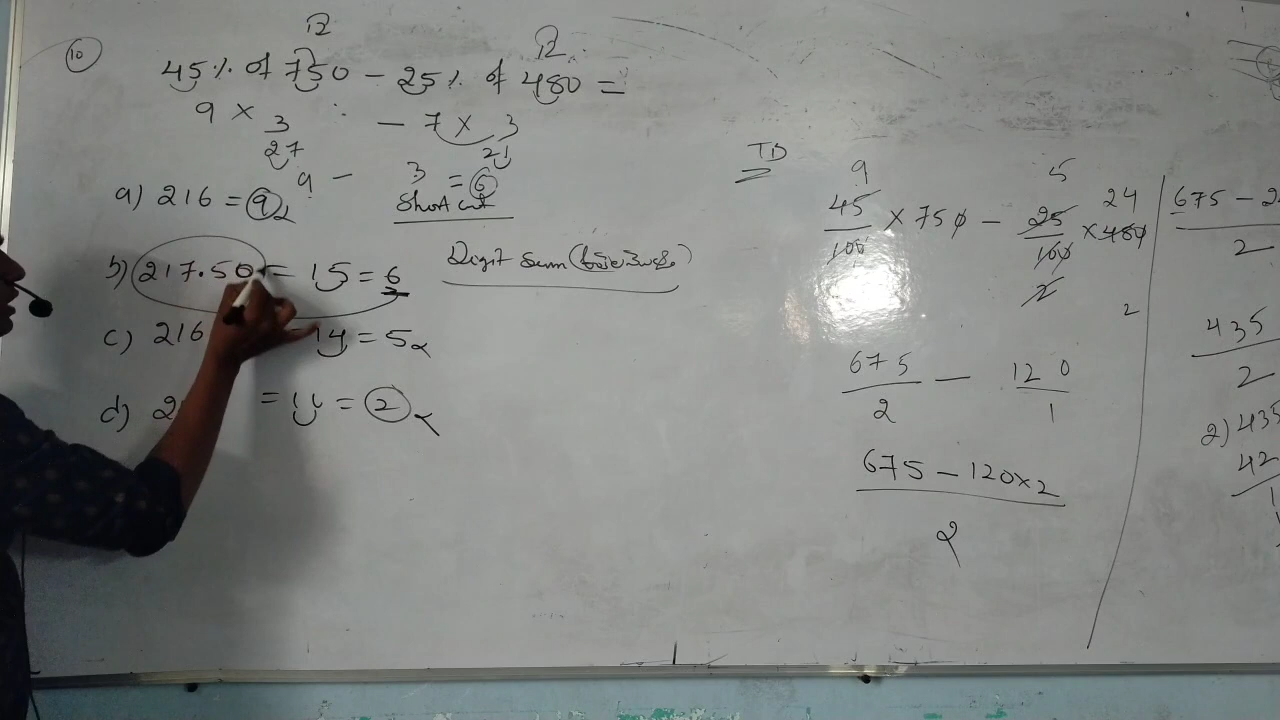 10
12 12
45% of 750 - 25% of 480 =
9 × 3 - 7 × 3
27 21
9 - 3 = 6
a) 216 = 9
Short cut
b) 217.50 = 15 = 6
Digit Sum
c) 216 14 = 5
d) 2 = 11 = 2
TD
9 5 24
45/100 × 750 - 25/100 × 480
2
2
675/2 - 120/1
675 - 120×2
2
675 - 2
2
435
2
2) 435
42
1